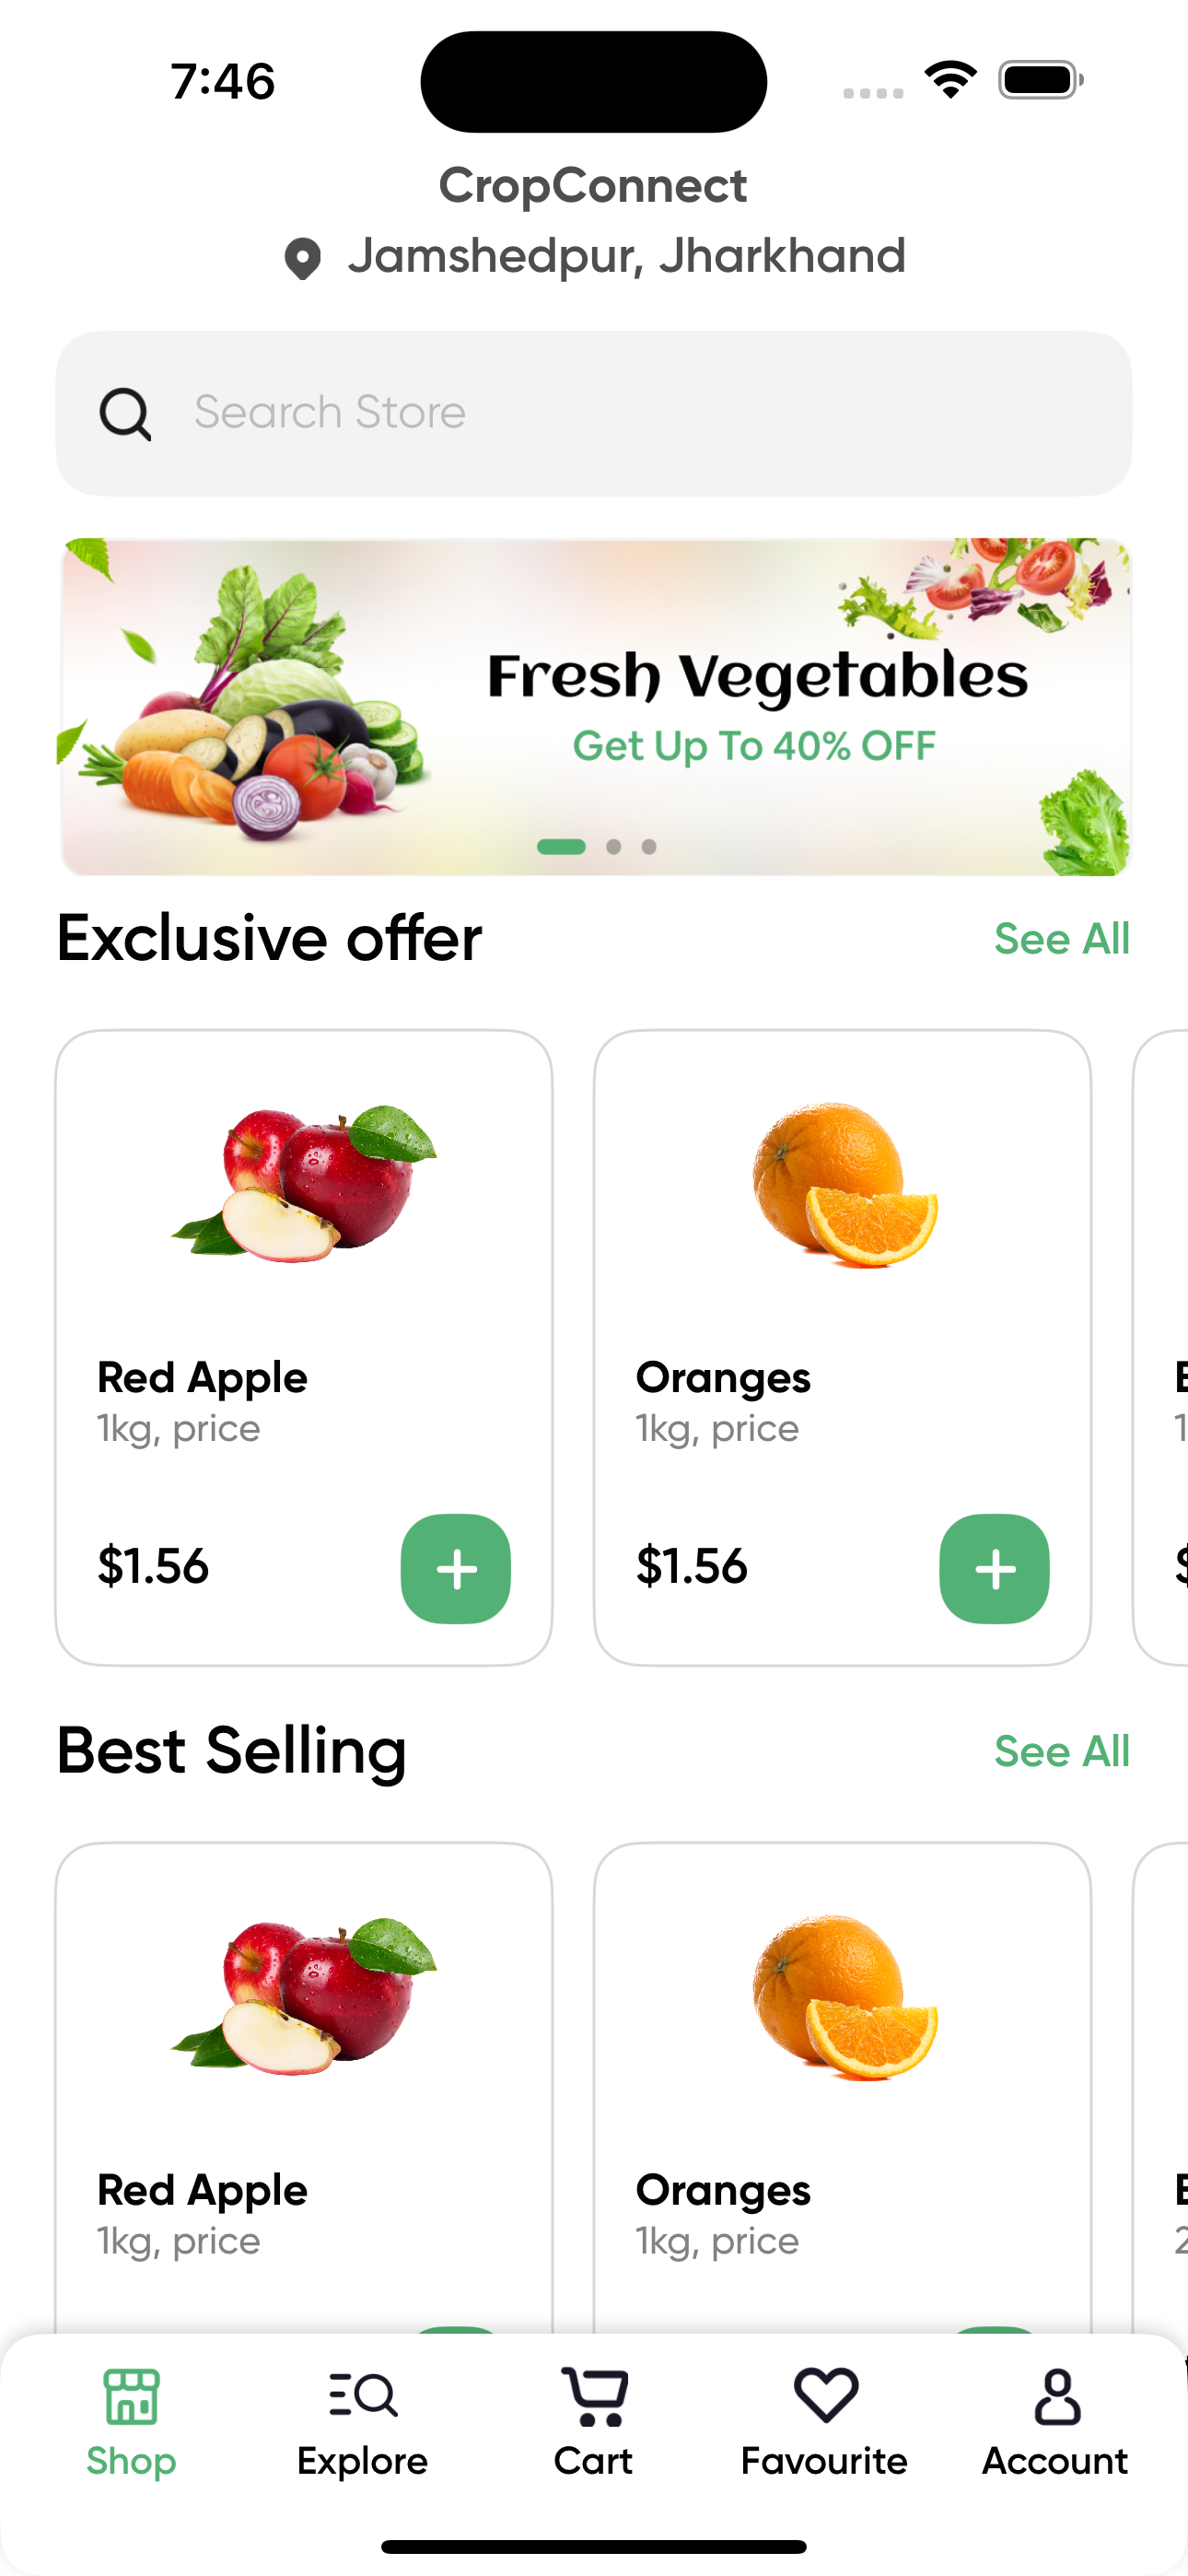 7:46
CropConnect
Jamshedpur, Jharkhand
Search Store
Fresh Vegetables
Get Up To 40% OFF
Exclusive offer
See All
Red Apple
1kg, price
$1.56
Oranges
1kg, price
$1.56
Best Selling
See All
Red Apple
1kg, price
Oranges
1kg, price
Shop
Explore
Cart
Favourite
Account